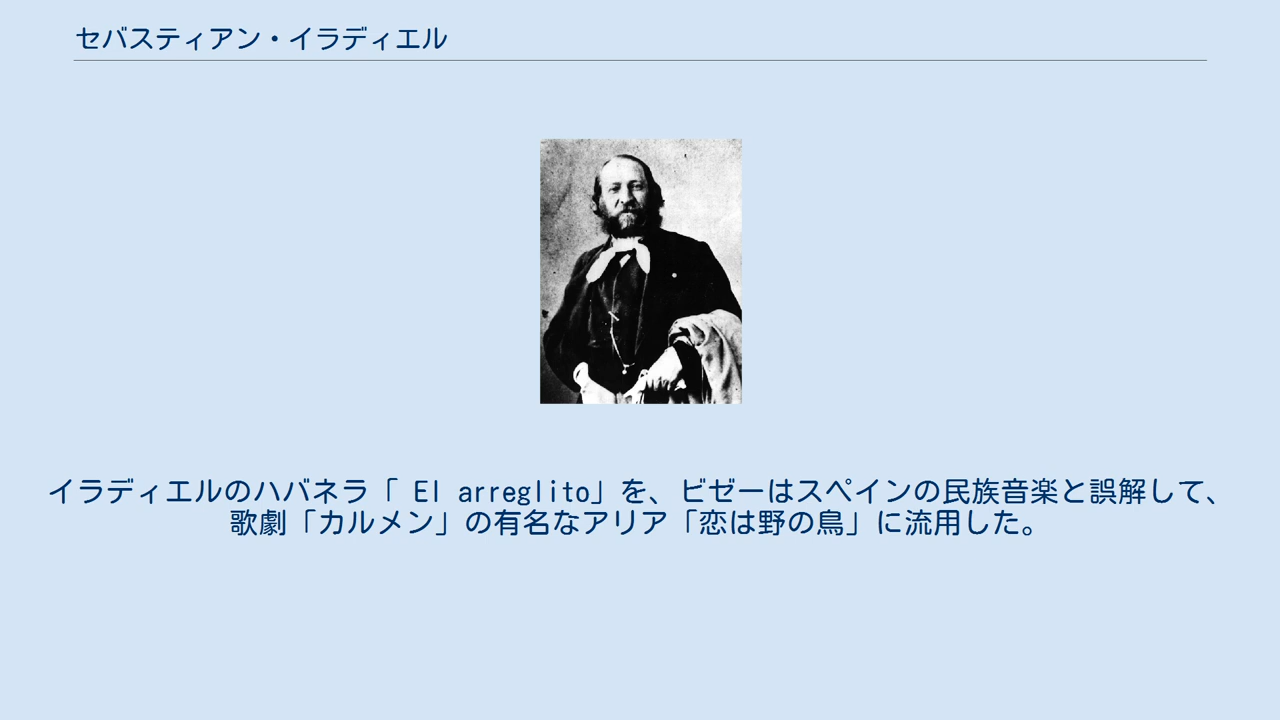 セバスティアン・イラディエル
イラディエルのハバネラ「 El arreglito」を、ビゼーはスペインの民族音楽と誤解して、
歌劇「カルメン」の有名なアリア「恋は野の鳥」に流用した。